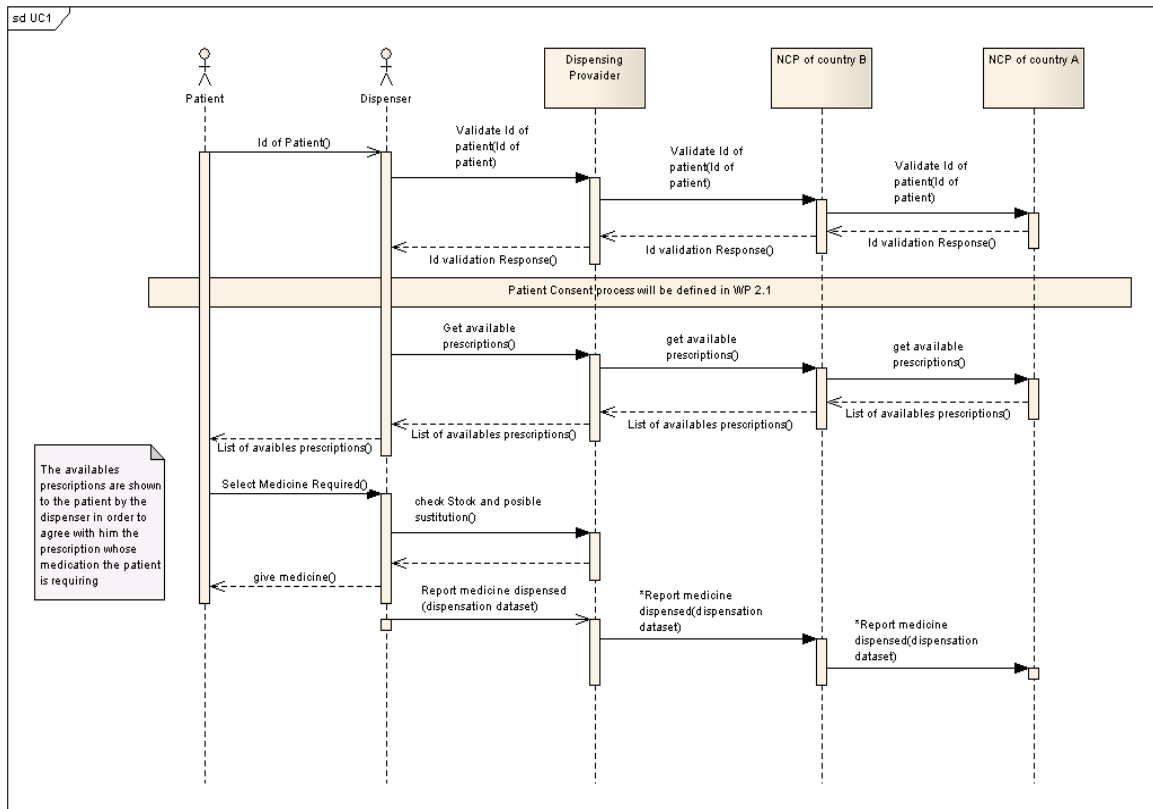 sd UC1
Patient
Dispenser
Dispensing
Provaider
NCP of country B
NCP of country A
Id of Patient()
Validate Id of
patient(Id of
patient)
Validate Id of
patient(Id of
patient)
Validate Id of
patient(Id of
patient)
Id validation Response()
Id validation Response()
Id validation Response()
Patient Consent process will be defined in WP 2.1
Get available
prescriptions()
get available
prescriptions()
get available
prescriptions()
List of availables prescriptions()
List of availables prescriptions()
List of availables prescriptions()
List of avaibles prescriptions()
The availables
prescriptions are shown
to the patient by the
dispenser in order to
agree with him the
prescription whose
medication the patient
is requiring
Select Medicine Required()
check Stock and posible
sustitution()
give medicine()
Report medicine dispensed
(dispensation dataset)
*Report medicine
dispensed(dispensation
dataset)
*Report medicine
dispensed(dispensation
dataset)